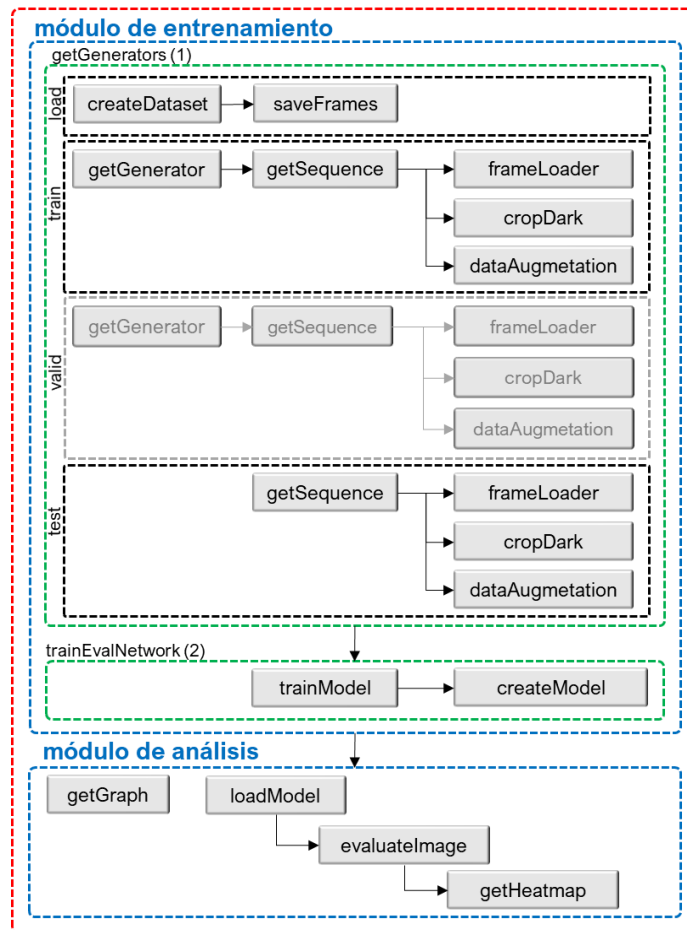 módulo de entrenamiento
getGenerators (1)
load
createDataset
saveFrames
train
getGenerator
getSequence
frameLoader
cropDark
dataAugmetation
valid
getGenerator
getSequence
frameLoader
cropDark
dataAugmetation
test
getSequence
frameLoader
cropDark
dataAugmetation
trainEvalNetwork (2)
trainModel
createModel
módulo de análisis
getGraph
loadModel
evaluateImage
getHeatmap